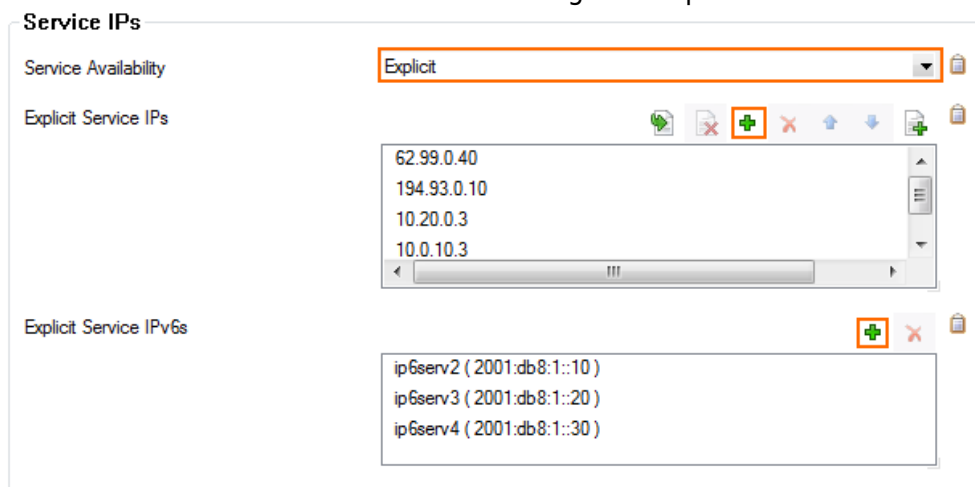 Service IPs
Service Availability
Explicit
Explicit Service IPs
62.99.0.40
194.93.0.10
10.20.0.3
10.0.10.3
Explicit Service IPv6s
ip6serv2 ( 2001:db8:1::10 )
ip6serv3 ( 2001:db8:1::20 )
ip6serv4 ( 2001:db8:1::30 )